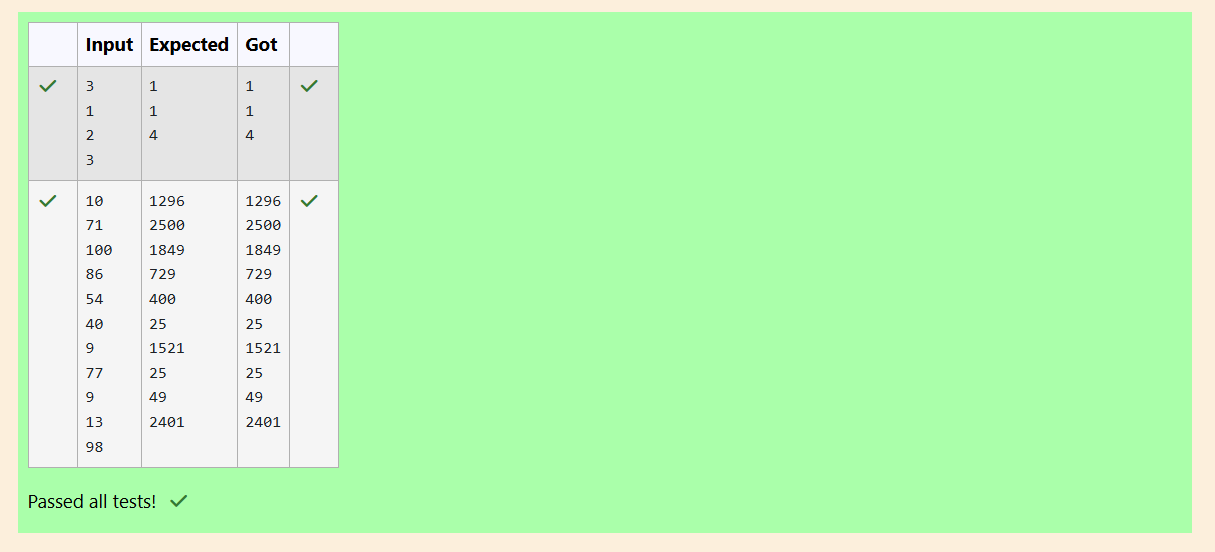 Input Expected Got
3 1 1
1 1 1
2 4 4
3
10 1296 1296
71 2500 2500
100 1849 1849
86 729 729
54 400 400
40 25 25
9 1521 1521
77 25 25
9 49 49
13 2401 2401
98
Passed all tests!